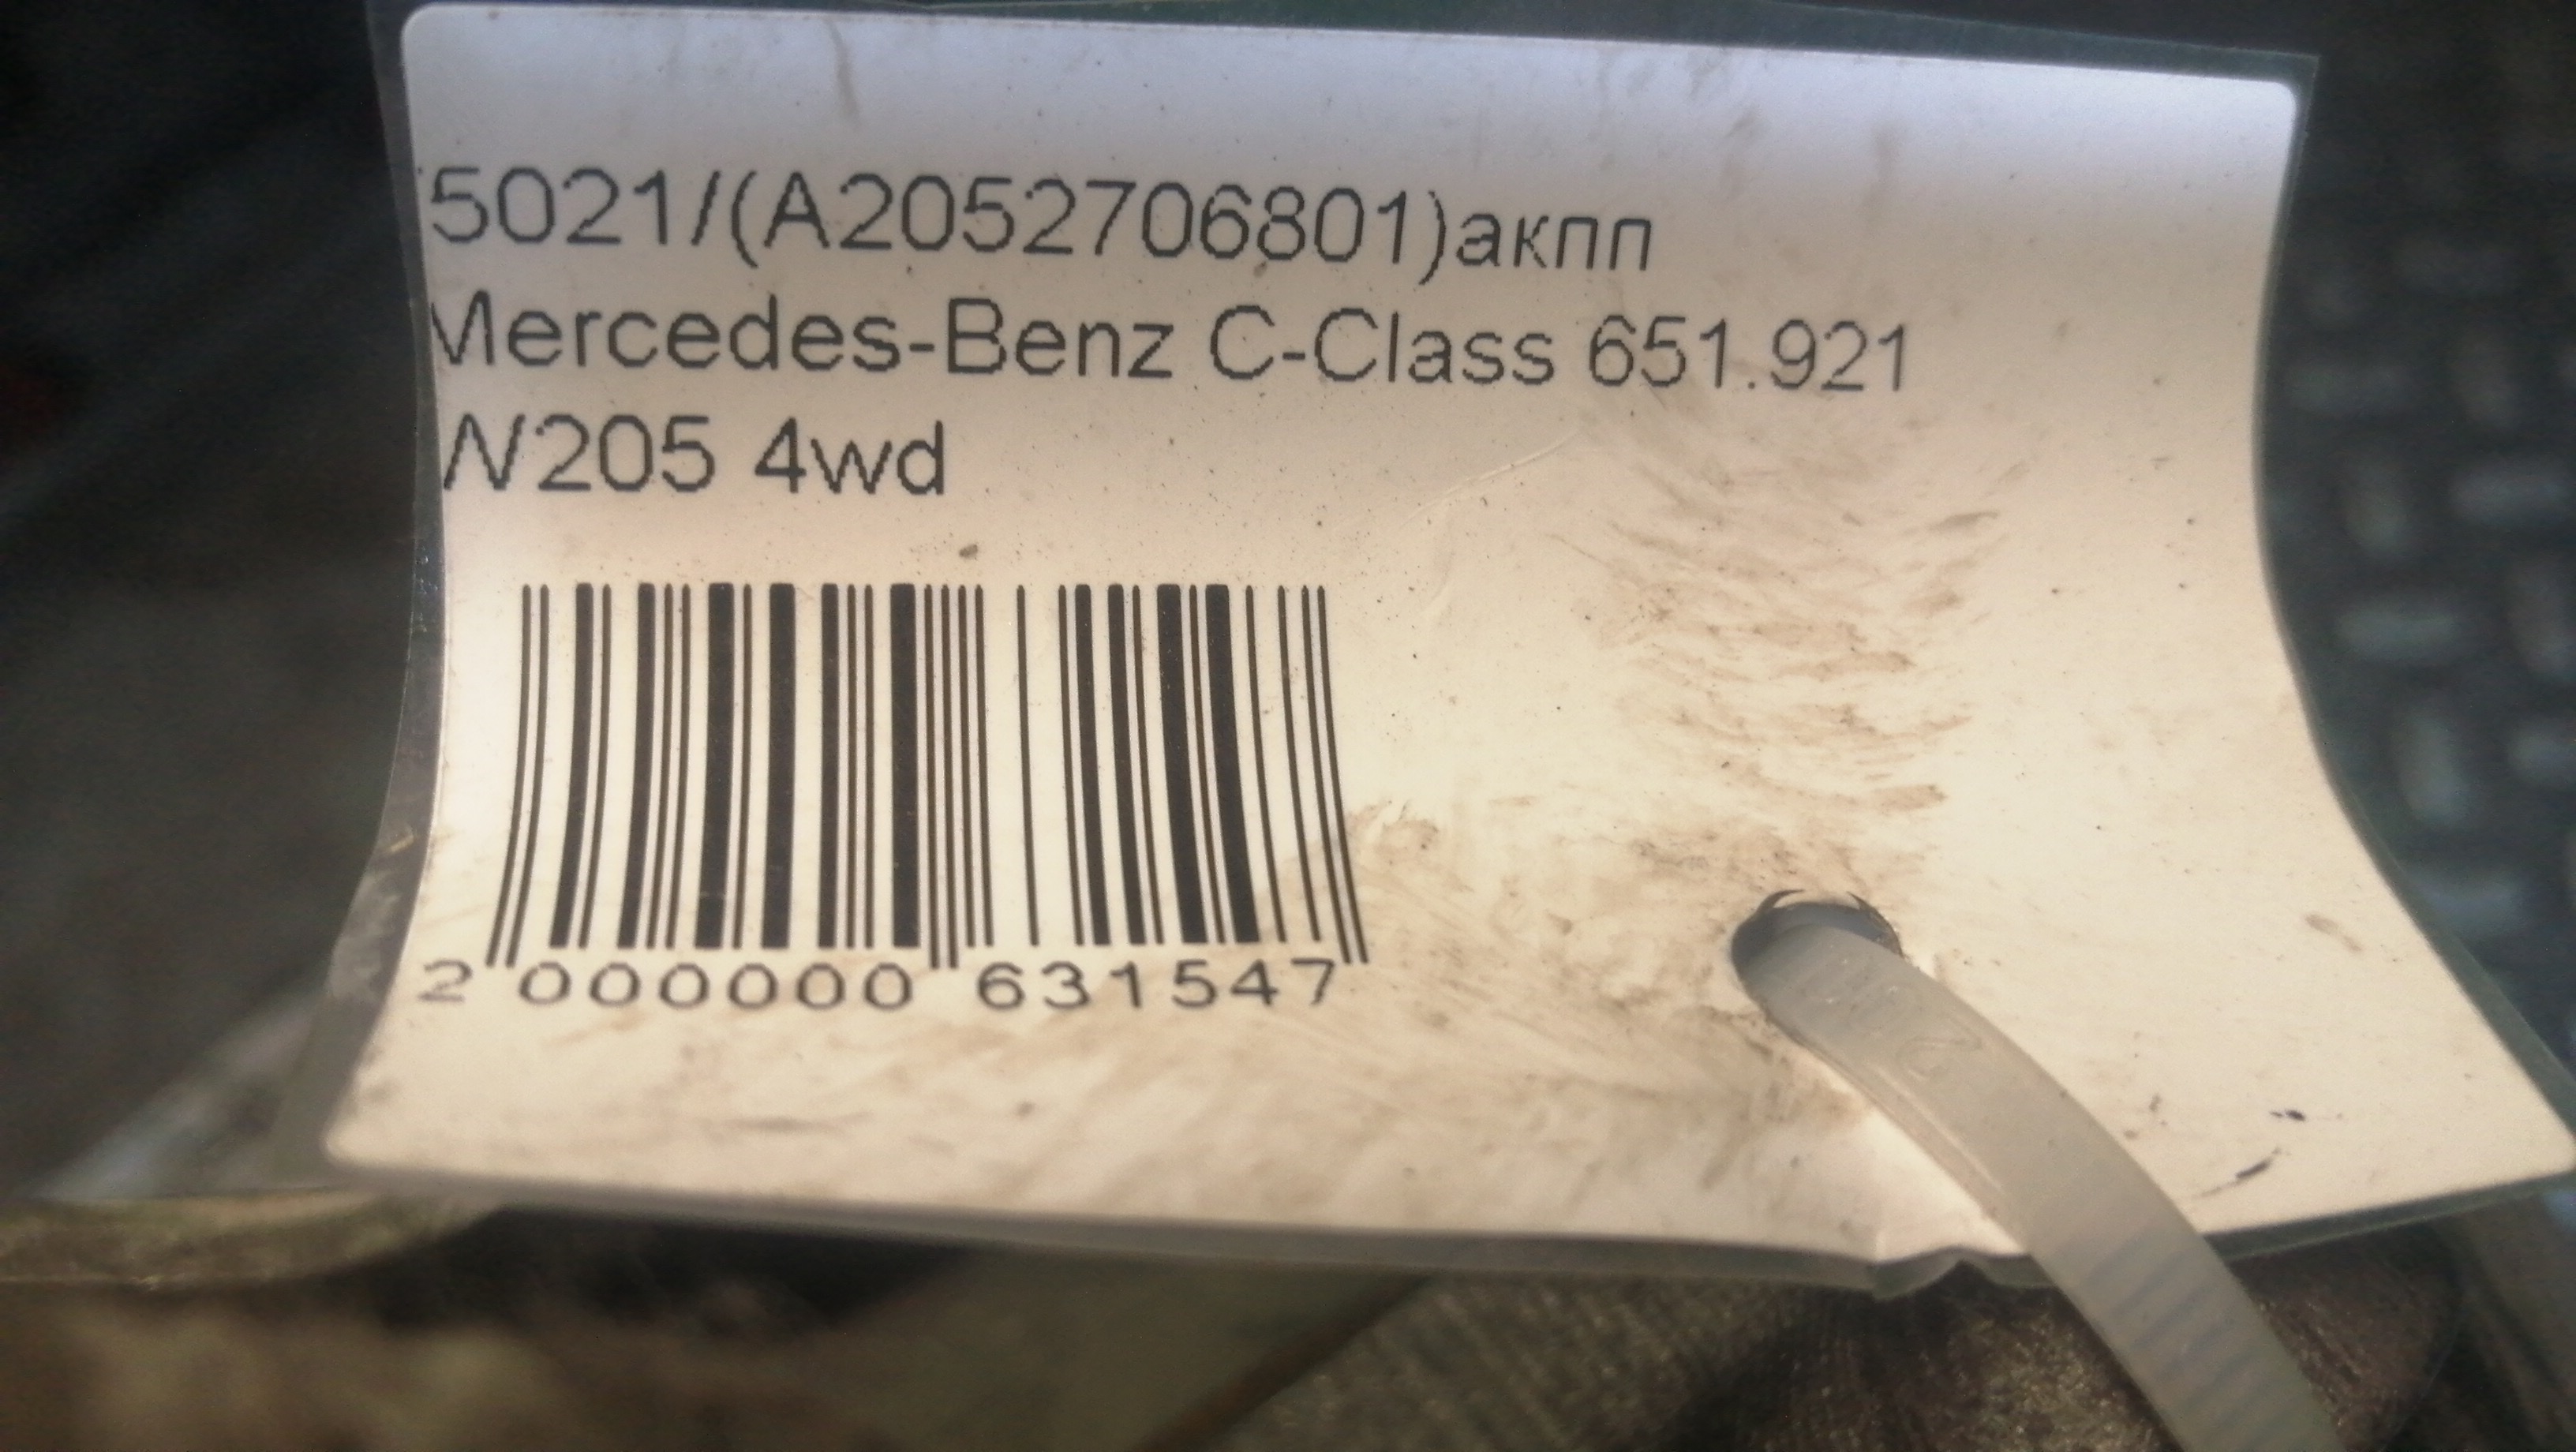 5021/(A2052706801)акпп
Mercedes-Benz C-Class 651.921
W205 4wd
2 000000 631547